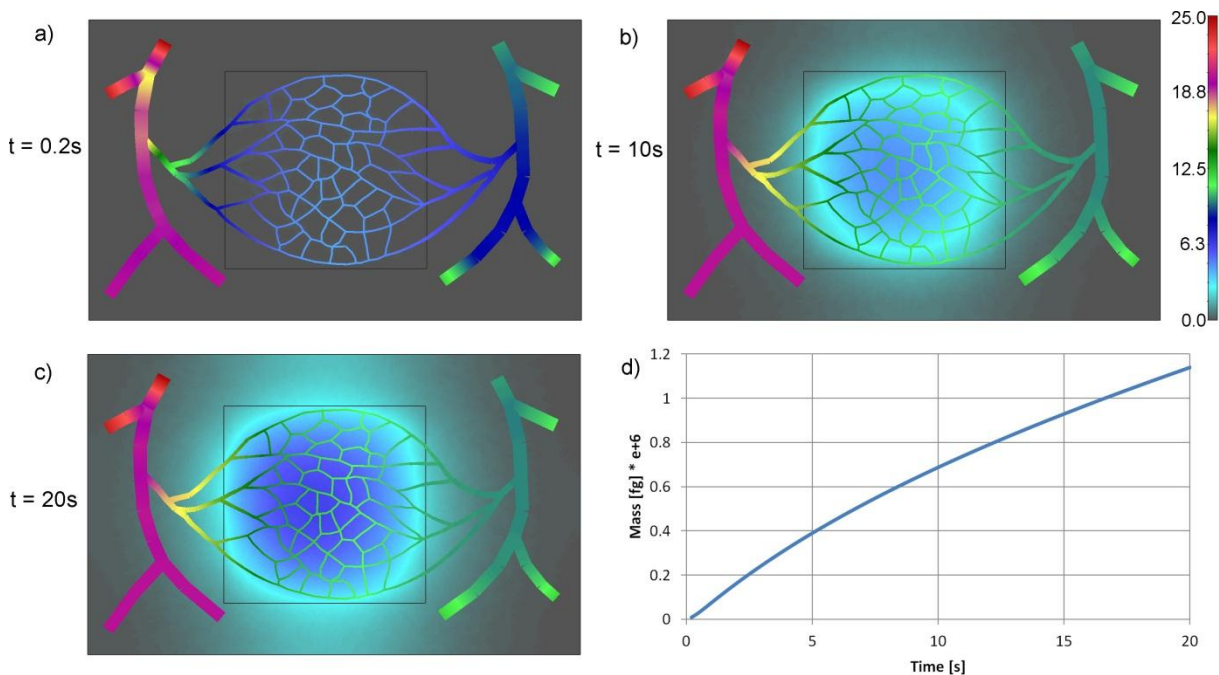 a)
t = 0.2s
b)
t = 10s
25.0
18.8
12.5
6.3
0.0
c)
t = 20s
d)
Mass [fg] * e+6
1.2
1
0.8
0.6
0.4
0.2
0
0 5 10 15 20
Time [s]